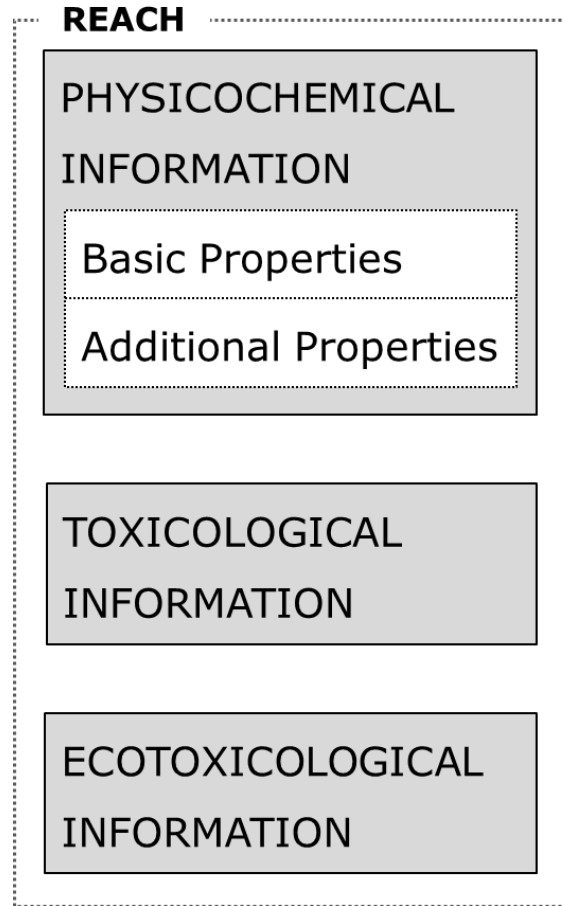 REACH
PHYSICOCHEMICAL
INFORMATION
Basic Properties
Additional Properties
TOXICOLOGICAL
INFORMATION
ECOTOXICOLOGICAL
INFORMATION